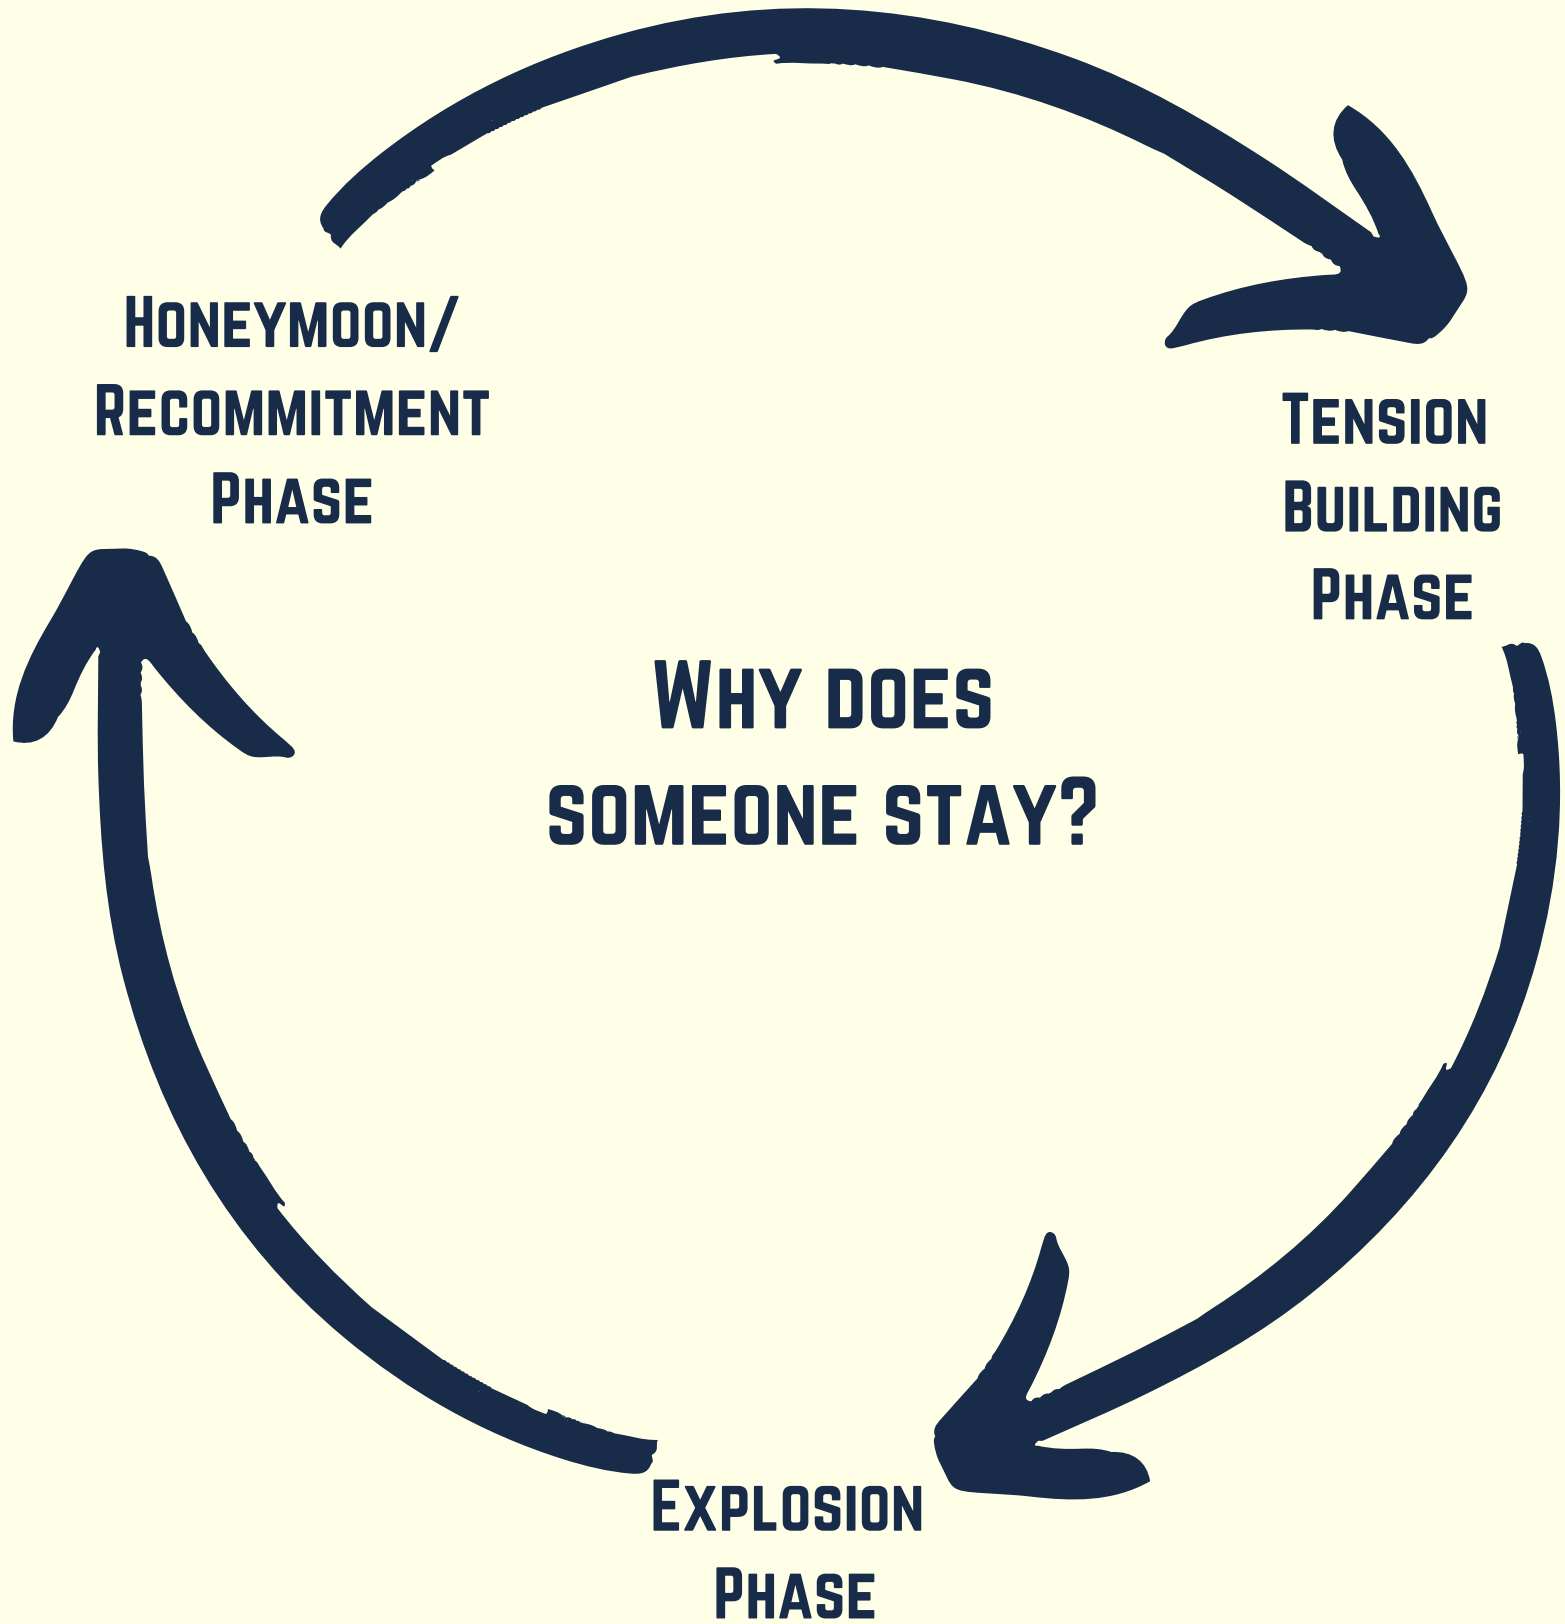 Honeymoon/
Recommitment
Phase
Tension
Building
Phase
Why does
someone stay?
Explosion
Phase